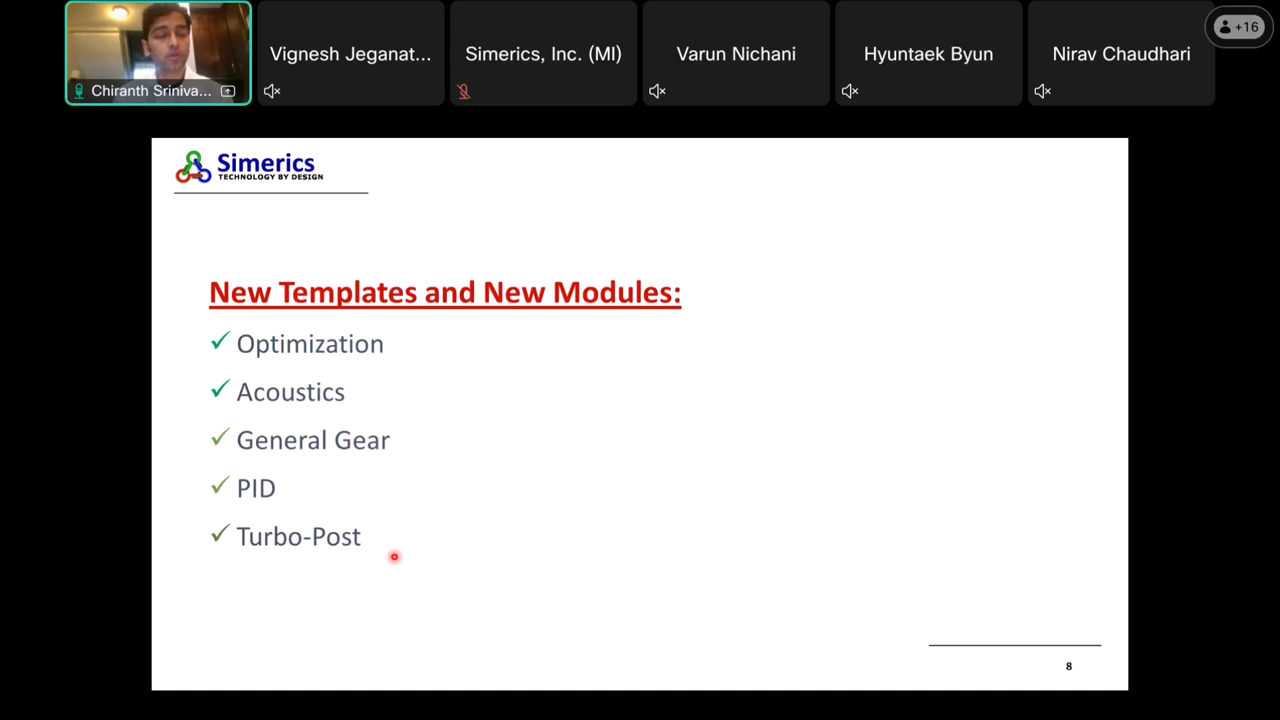 Chiranth Sriniva...
Vignesh Jeganat...
Simerics, Inc. (MI)
Varun Nichani
Hyuntaek Byun
Nirav Chaudhari
+16
Simerics
TECHNOLOGY BY DESIGN
New Templates and New Modules:
✓ Optimization
✓ Acoustics
✓ General Gear
✓ PID
✓ Turbo-Post
8